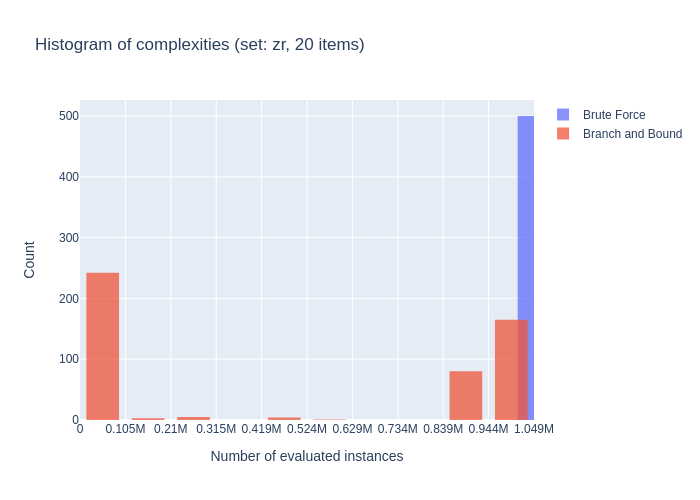 Histogram of complexities (set: zr, 20 items)
Brute Force
Branch and Bound
500
400
300
200
100
0
Count
0 0.105M 0.21M 0.315M 0.419M 0.524M 0.629M 0.734M 0.839M 0.944M 1.049M
Number of evaluated instances